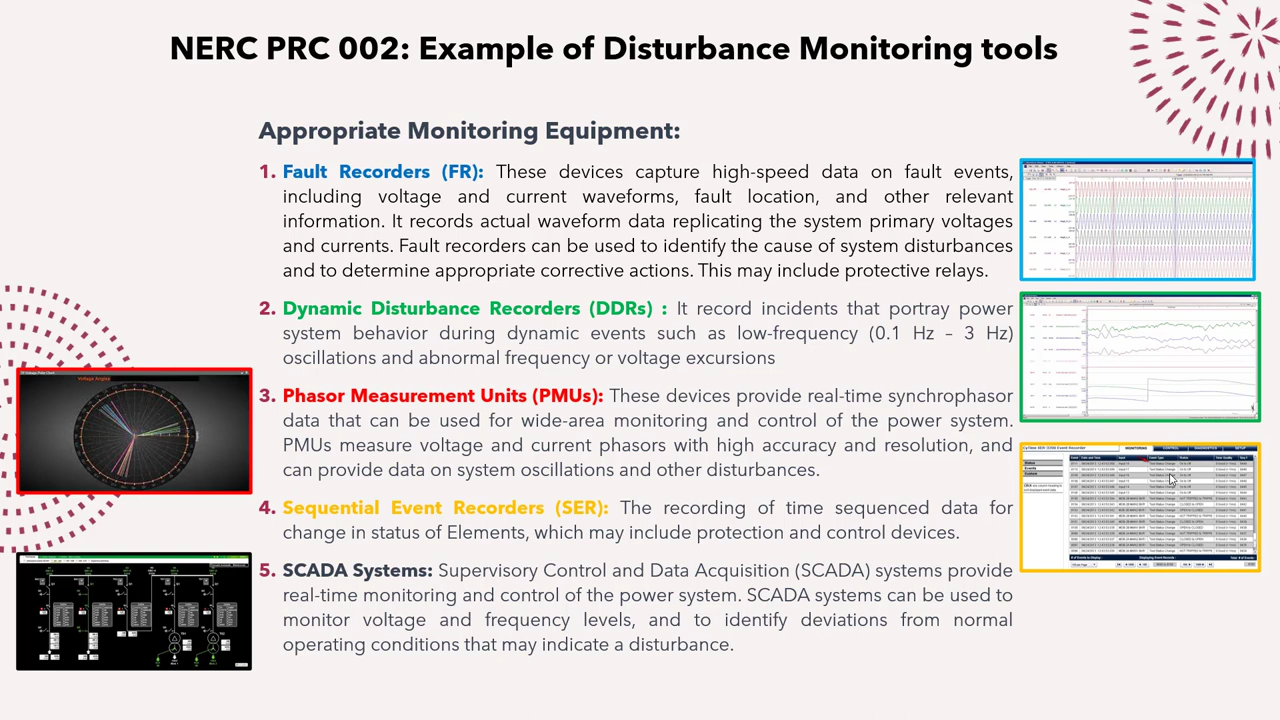 NERC PRC 002: Example of Disturbance Monitoring tools
Appropriate Monitoring Equipment:
1. Fault Recorders (FR): These devices capture high-speed data on fault events,
including voltage and current waveforms, fault location, and other relevant
information. It records actual waveform data replicating the system primary voltages
and currents. Fault recorders can be used to identify the cause of system disturbances
and to determine appropriate corrective actions. This may include protective relays.
2. Dynamic Disturbance Recorders (DDRs) : It record incidents that portray power
system behavior during dynamic events such as low-frequency (0.1 Hz – 3 Hz)
oscillations and abnormal frequency or voltage excursions
3. Phasor Measurement Units (PMUs): These devices provide real-time synchrophasor
data that can be used for wide-area monitoring and control of the power system.
PMUs measure voltage and current phasors with high accuracy and resolution, and
can provide data on system oscillations and other disturbances.
4. Sequential Event Recorders (SER): The recording of time sequenced data for
change in status of Elements, which may include protection and control devices.
5. SCADA Systems: Supervisory Control and Data Acquisition (SCADA) systems provide
real-time monitoring and control of the power system. SCADA systems can be used to
monitor voltage and frequency levels, and to identify deviations from normal
operating conditions that may indicate a disturbance.
Voltage Angles
MONITORING CONTROL DIAGNOSTICS SETUP